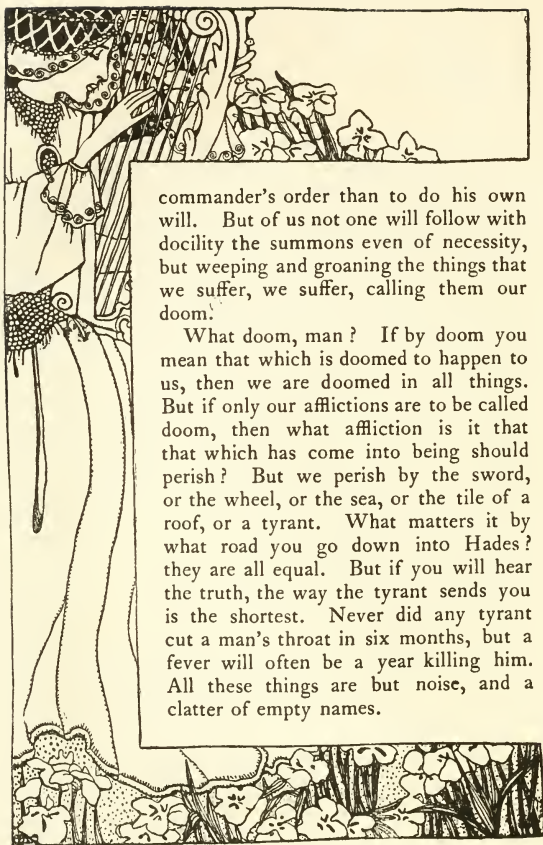 commander's order than to do his own
will. But of us not one will follow with
docility the summons even of necessity,
but weeping and groaning the things that
we suffer, we suffer, calling them our
doom.
What doom, man? If by doom you
mean that which is doomed to happen to
us, then we are doomed in all things.
But if only our afflictions are to be called
doom, then what affliction is it that
that which has come into being should
perish? But we perish by the sword,
or the wheel, or the sea, or the tile of a
roof, or a tyrant. What matters it by
what road you go down into Hades?
they are all equal. But if you will hear
the truth, the way the tyrant sends you
is the shortest. Never did any tyrant
cut a man's throat in six months, but a
fever will often be a year killing him.
All these things are but noise, and a
clatter of empty names.